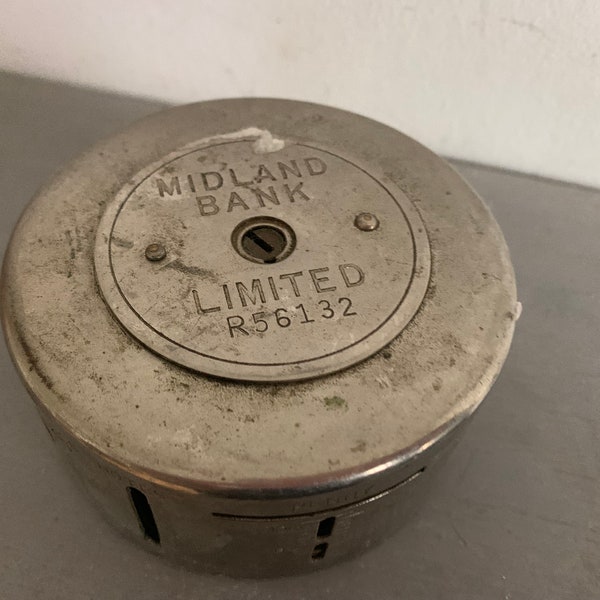 MIDLAND
BANK
LIMITED
R56132